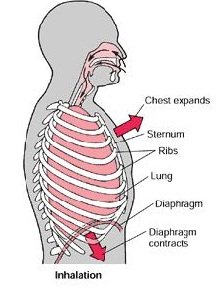 Chest expands
Sternum
Ribs
Lung
Diaphragm
Diaphragm
contracts
Inhalation